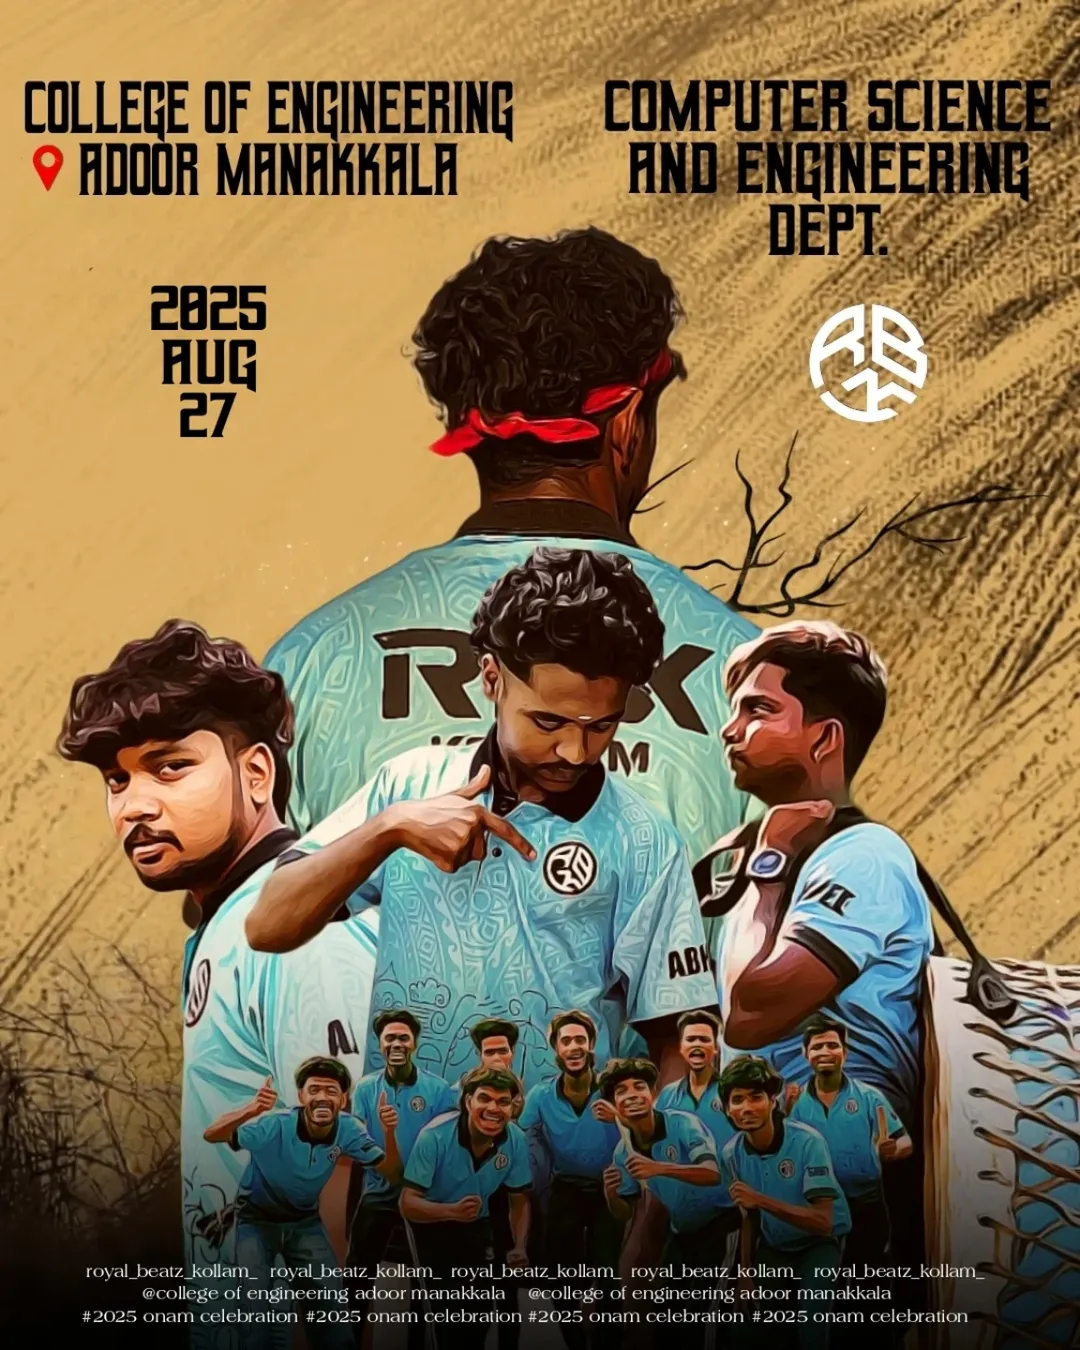 COLLEGE OF ENGINEERING
ADOOR MANAKKALA
COMPUTER SCIENCE
AND ENGINEERING
DEPT.
2025
AUG
27
RBK
royal_beatz_kollam_ royal_beatz_kollam_ royal_beatz_kollam_ royal_beatz_kollam_ royal_beatz_kollam_
@college of engineering adoor manakkala @college of engineering adoor manakkala
#2025 onam celebration #2025 onam celebration #2025 onam celebration #2025 onam celebration